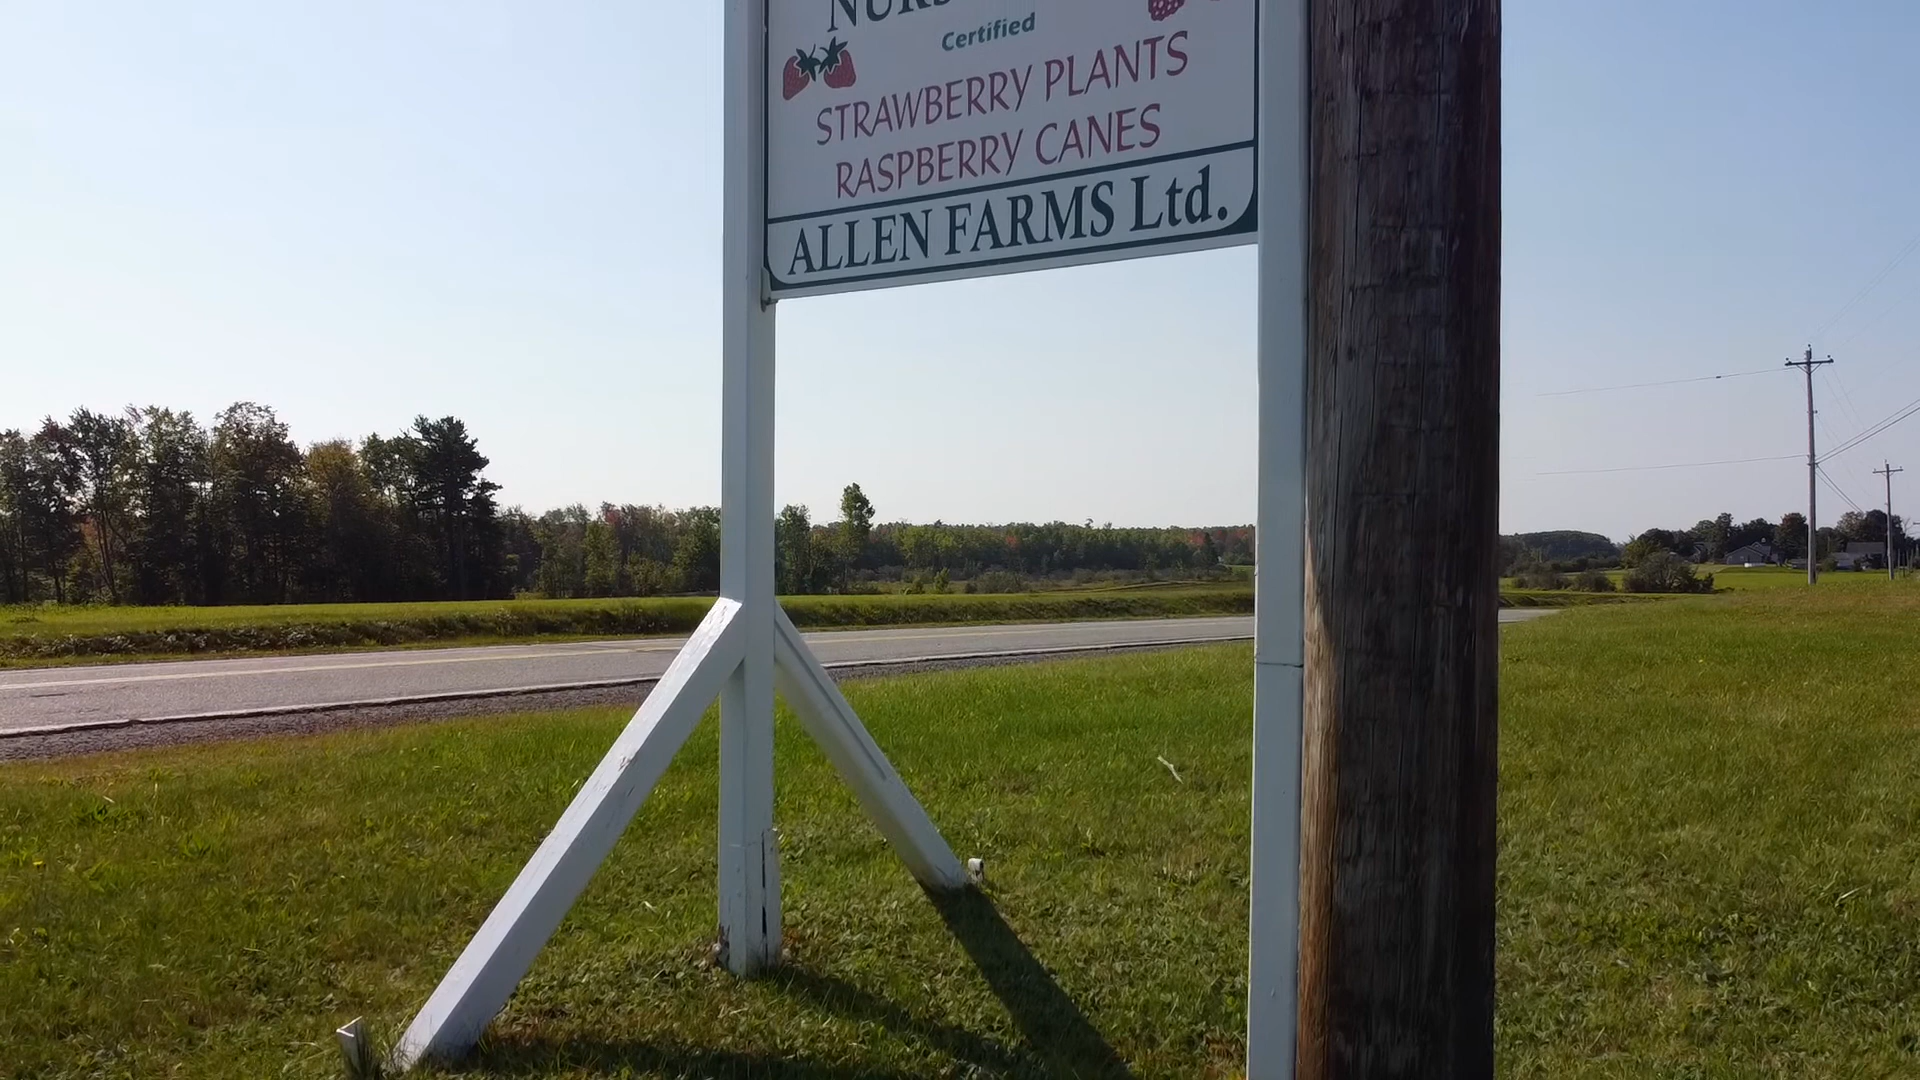 Certified
STRAWBERRY PLANTS
RASPBERRY CANES
ALLEN FARMS Ltd.